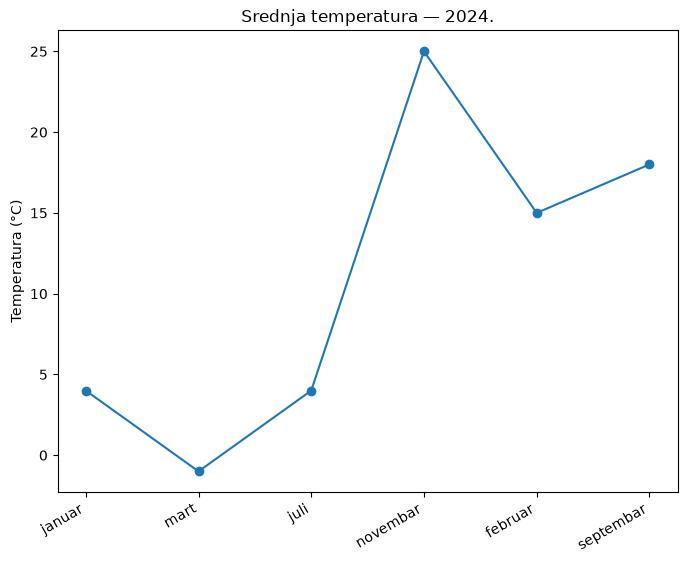 Srednja temperatura — 2024.
Temperatura (°C)
25
20
15
10
5
0
januar
mart
juli
novembar
februar
septembar